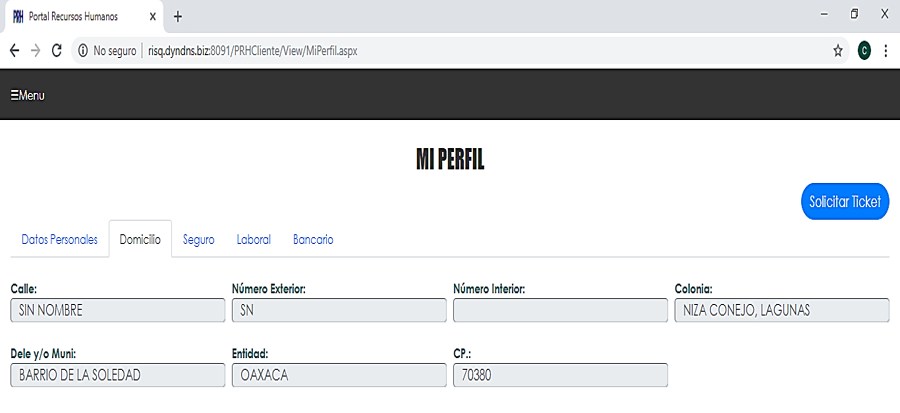 PRH Portal Recursos Humanos
No seguro risq.dyndns.biz:8091/PRHCliente/View/MiPerfil.aspx
C
☰Menu
MI PERFIL
Solicitar Ticket
Datos Personales Domicilio Seguro Laboral Bancario
Calle: Número Exterior: Número Interior: Colonia:
SIN NOMBRE SN NIZA CONEJO, LAGUNAS
Dele y/o Muni: Entidad: CP.:
BARRIO DE LA SOLEDAD OAXACA 70380